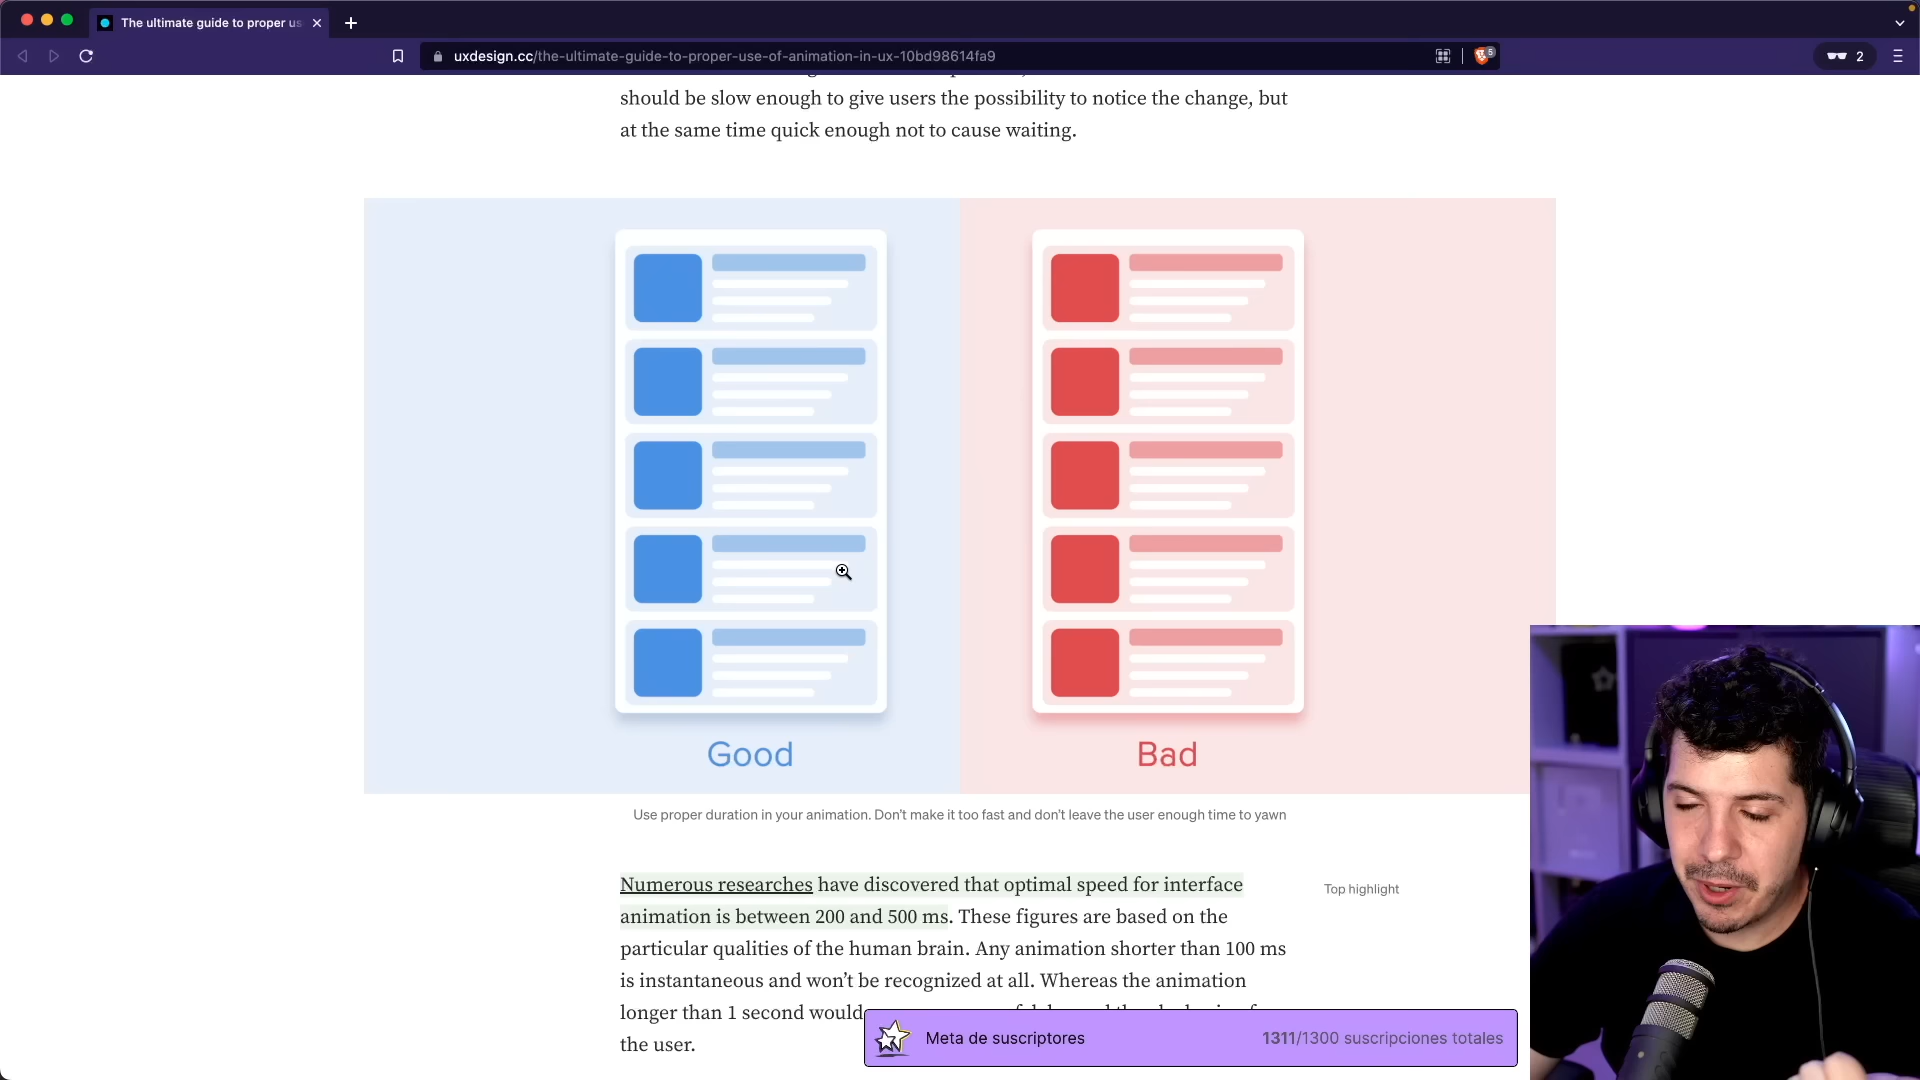 The ultimate guide to proper us
uxdesign.cc/the-ultimate-guide-to-proper-use-of-animation-in-ux-10bd98614fa9
5
2
should be slow enough to give users the possibility to notice the change, but
at the same time quick enough not to cause waiting.
Good
Bad
Use proper duration in your animation. Don’t make it too fast and don’t leave the user enough time to yawn
Numerous researches have discovered that optimal speed for interface
animation is between 200 and 500 ms. These figures are based on the
particular qualities of the human brain. Any animation shorter than 100 ms
is instantaneous and won’t be recognized at all. Whereas the animation
longer than 1 second would
the user.
Top highlight
Meta de suscriptores
1311/1300 suscripciones totales